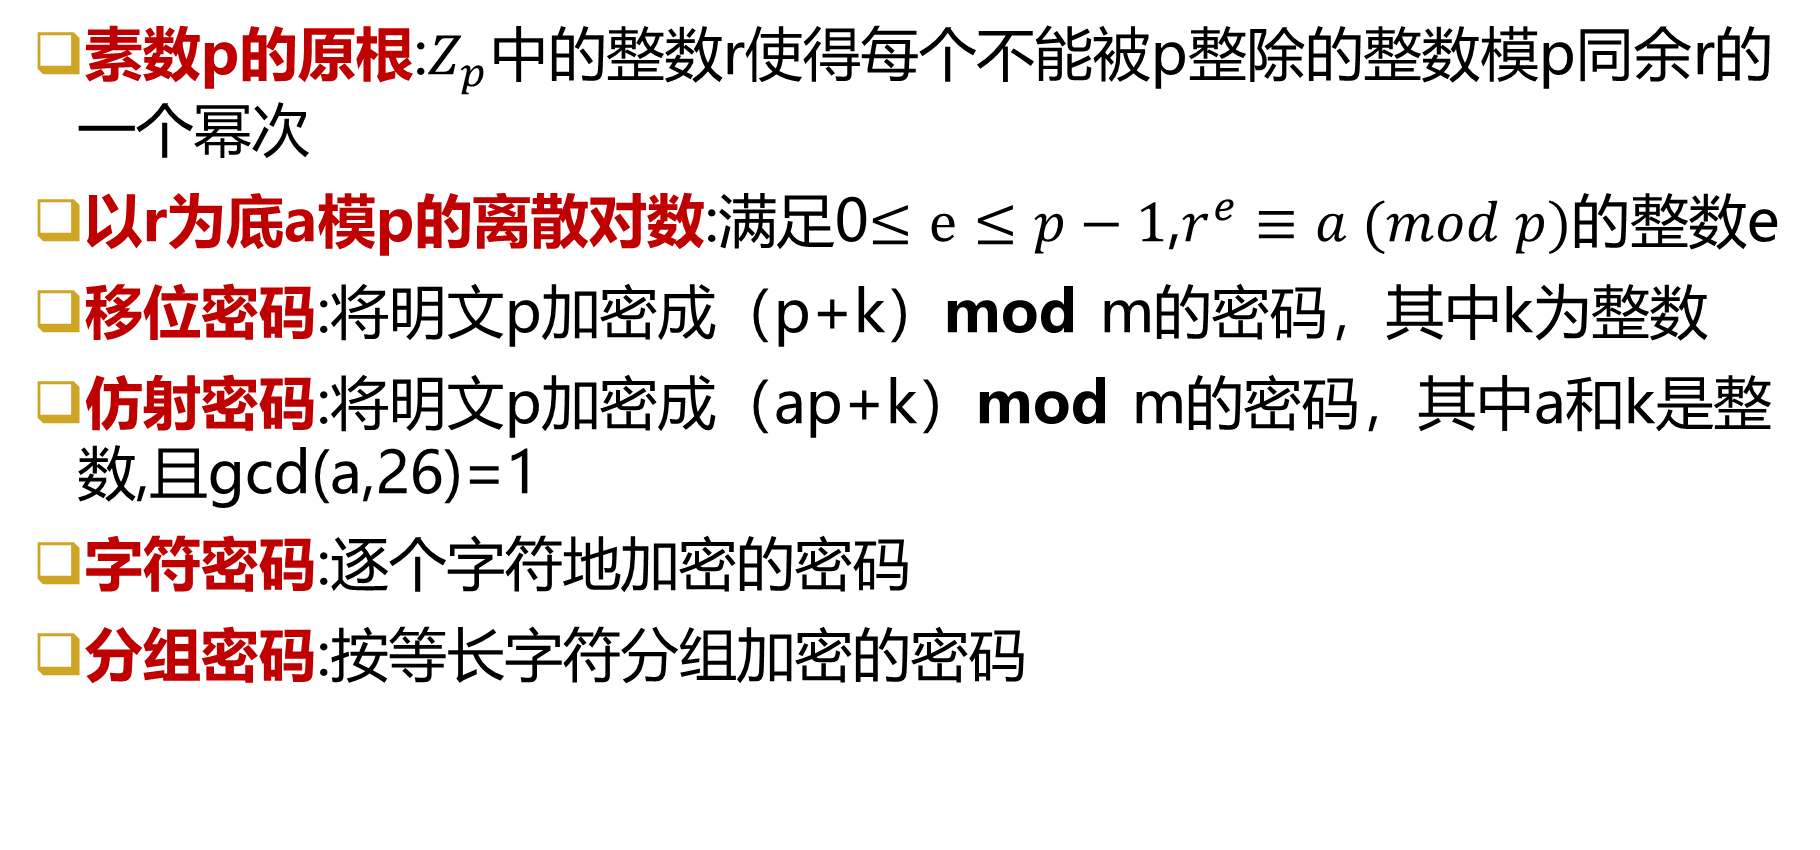 ❑素数p的原根:Z_p中的整数r使得每个不能被p整除的整数模p同余r的
一个幂次
❑以r为底a模p的离散对数:满足0≤ e ≤ p − 1,r^e ≡ a (mod p)的整数e
❑移位密码:将明文p加密成（p+k）mod m的密码，其中k为整数
❑仿射密码:将明文p加密成（ap+k）mod m的密码，其中a和k是整
数,且gcd(a,26)=1
❑字符密码:逐个字符地加密的密码
❑分组密码:按等长字符分组加密的密码